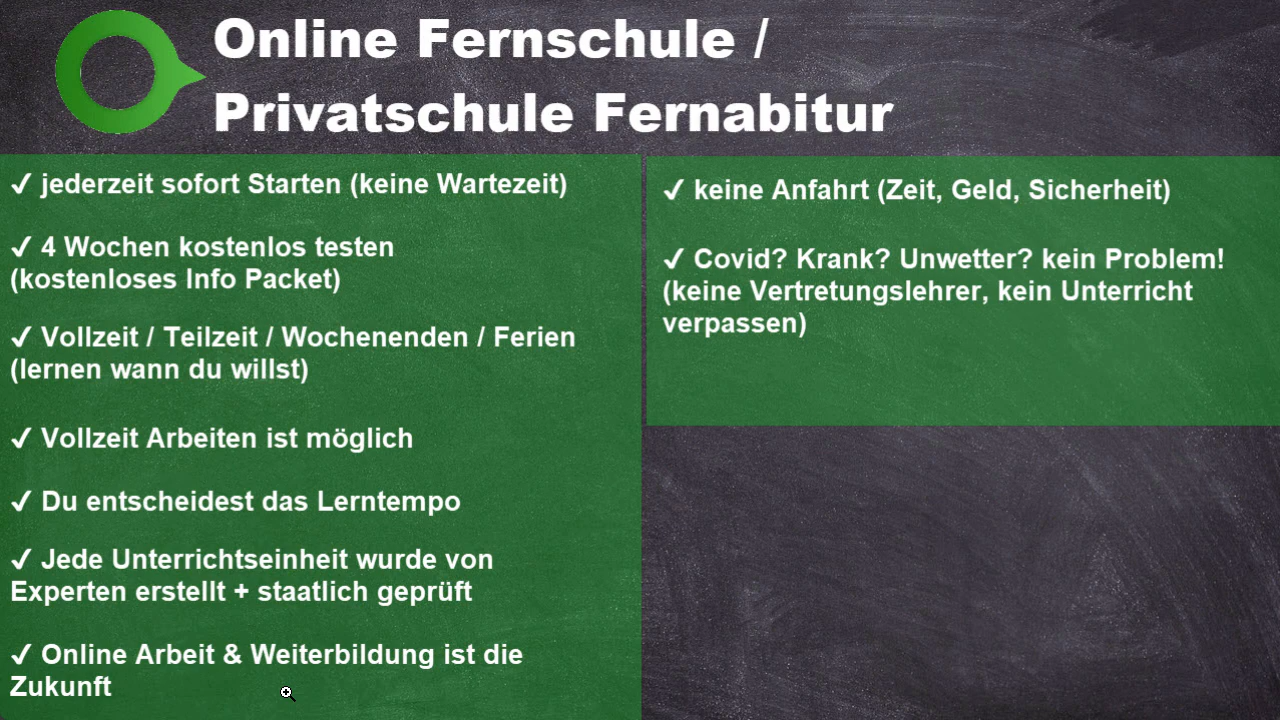 Online Fernschule /
Privatschule Fernabitur
✓ jederzeit sofort Starten (keine Wartezeit)
✓ 4 Wochen kostenlos testen
(kostenloses Info Packet)
✓ Vollzeit / Teilzeit / Wochenenden / Ferien
(lernen wann du willst)
✓ Vollzeit Arbeiten ist möglich
✓ Du entscheidest das Lerntempo
✓ Jede Unterrichtseinheit wurde von
Experten erstellt + staatlich geprüft
✓ Online Arbeit & Weiterbildung ist die
Zukunft
✓ keine Anfahrt (Zeit, Geld, Sicherheit)
✓ Covid? Krank? Unwetter? kein Problem!
(keine Vertretungslehrer, kein Unterricht
verpassen)